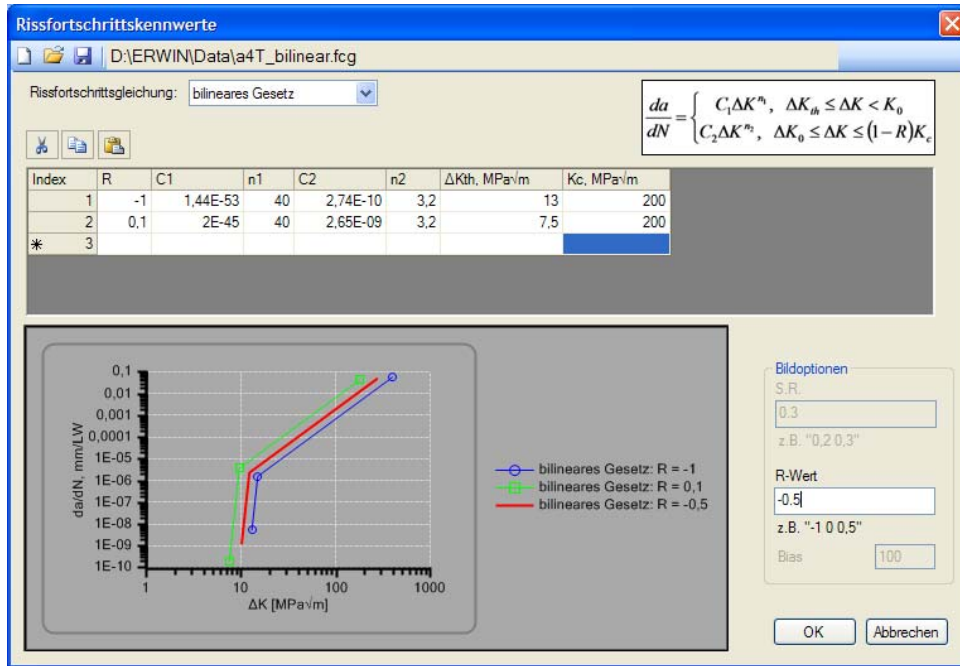 Rissfortschrittskennwerte
D:\ERWIN\Data\a4T_bilinear.fcg
Rissfortschrittsgleichung: bilineares Gesetz
da/dN = { C₁ΔK^n₁, ΔK_th ≤ ΔK < K₀
C₂ΔK^n₂, ΔK₀ ≤ ΔK ≤ (1−R)K_c
Index R C1 n1 C2 n2 ΔKth, MPa√m Kc, MPa√m
1 -1 1,44E-53 40 2,74E-10 3,2 13 200
2 0,1 2E-45 40 2,65E-09 3,2 7,5 200
* 3
0,1
0,01
0,001
0,0001
1E-05
1E-06
1E-07
1E-08
1E-09
1E-10
da/dN, mm/LW
1 10 100 1000
ΔK [MPa√m]
bilineares Gesetz: R = -1
bilineares Gesetz: R = 0,1
bilineares Gesetz: R = -0,5
Bildoptionen
S.R.
0.3
z.B. "0,2 0,3"
R-Wert
-0.5
z.B. "-1 0 0,5"
Bias 100
OK Abbrechen